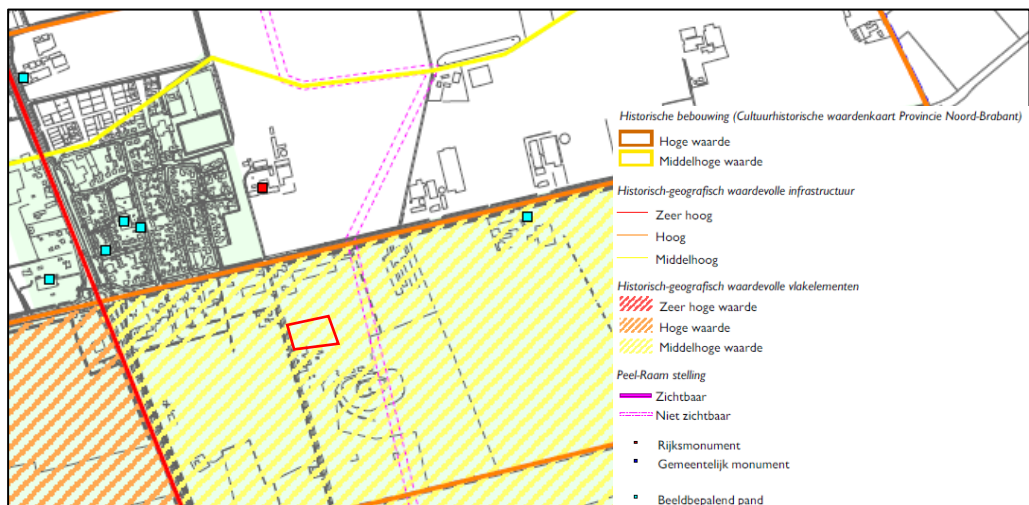 Historische bebouwing (Cultuurhistorische waardenkaart Provincie Noord-Brabant)
Hoge waarde
Middelhoge waarde
Historisch-geografisch waardevolle infrastructuur
Zeer hoog
Hoog
Middelhoog
Historisch-geografisch waardevolle vlakelementen
Zeer hoge waarde
Hoge waarde
Middelhoge waarde
Peel-Raam stelling
Zichtbaar
Niet zichtbaar
Rijksmonument
Gemeentelijk monument
Beeldbepalend pand